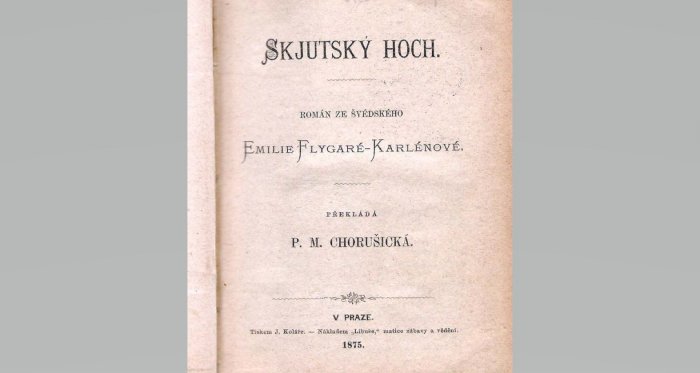 SKJUTSKÝ HOCH.
ROMÁN ZE ŠVÉDSKÉHO
EMILIE FLYGARÉ-KARLÉNOVÉ.
PŘEKLÁDÁ
P. M. CHORUŠICKÁ.
V PRAZE.
Tiskem J. Koláře. — Nákladem „Libuše,“ matice zábavy a vědění.
1875.